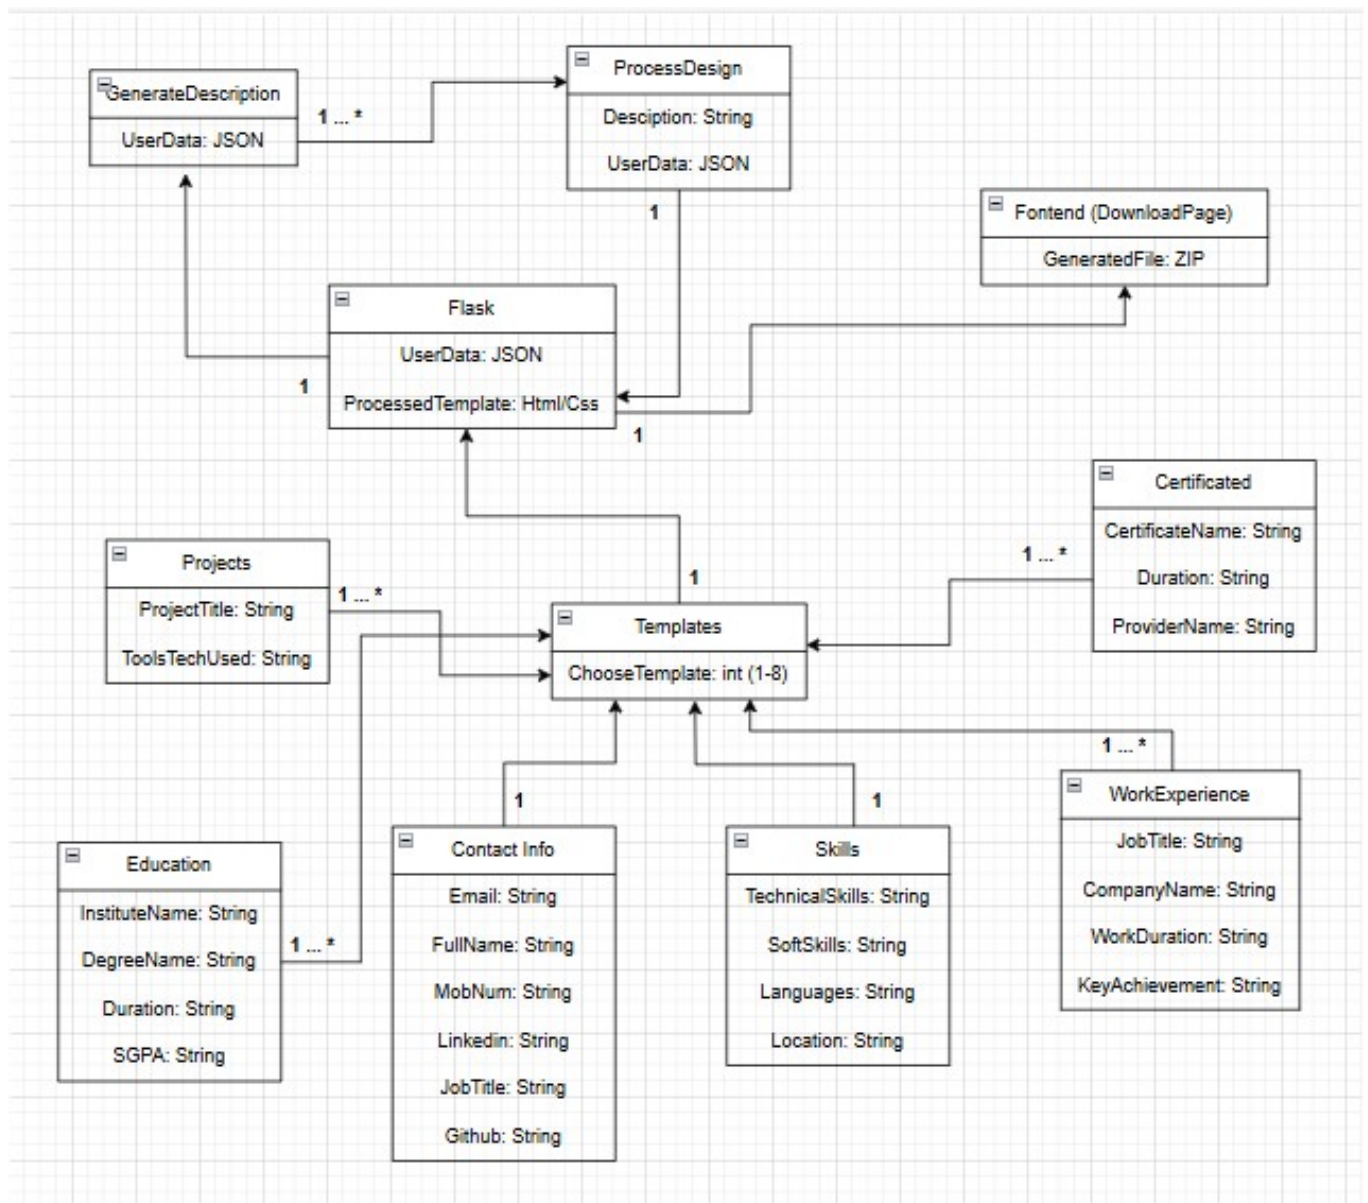 GenerateDescription
UserData: JSON
1 ... *
ProcessDesign
Desciption: String
UserData: JSON
1
Fontend (DownloadPage)
GeneratedFile: ZIP
Flask
UserData: JSON
ProcessedTemplate: Html/Css
1
1
Certificated
CertificateName: String
Duration: String
ProviderName: String
1 ... *
Projects
ProjectTitle: String
ToolsTechUsed: String
1 ... *
1
Templates
ChooseTemplate: int (1-8)
1 ... *
WorkExperience
JobTitle: String
CompanyName: String
WorkDuration: String
KeyAchievement: String
Education
InstituteName: String
DegreeName: String
Duration: String
SGPA: String
1 ... *
1
Contact Info
Email: String
FullName: String
MobNum: String
Linkedin: String
JobTitle: String
Github: String
1
Skills
TechnicalSkills: String
SoftSkills: String
Languages: String
Location: String